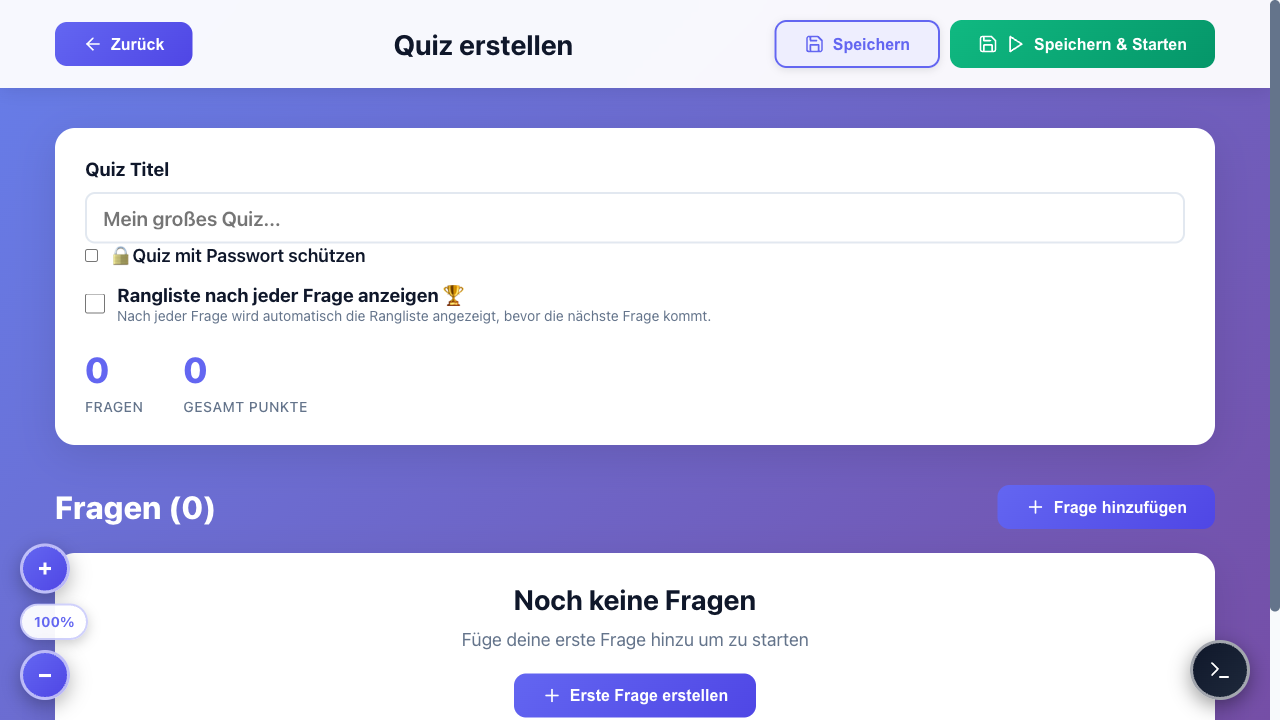 Zurück
Quiz erstellen
Speichern
Speichern & Starten
Quiz Titel
Mein großes Quiz...
🔒Quiz mit Passwort schützen
Rangliste nach jeder Frage anzeigen 🏆
Nach jeder Frage wird automatisch die Rangliste angezeigt, bevor die nächste Frage kommt.
0 0
FRAGEN GESAMT PUNKTE
Fragen (0)
Frage hinzufügen
+
100%
−
Noch keine Fragen
Füge deine erste Frage hinzu um zu starten
Erste Frage erstellen